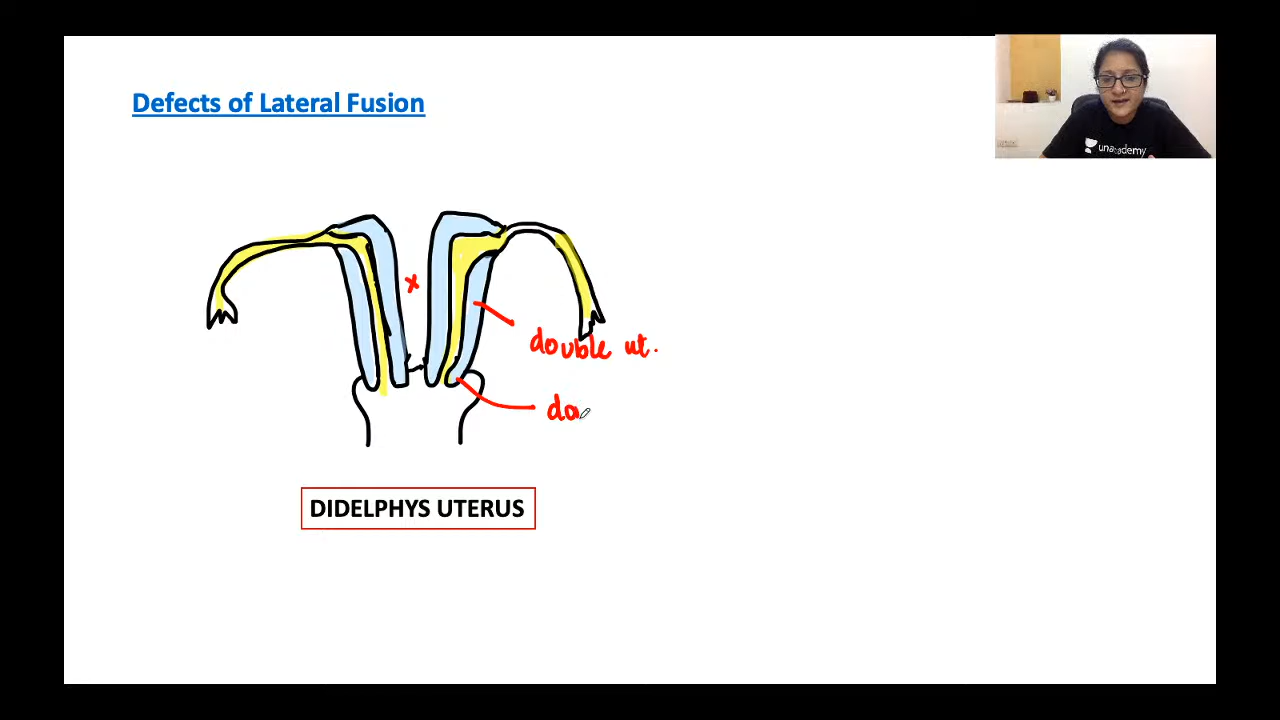 Defects of Lateral Fusion
unacademy
x
double ut.
do
DIDELPHYS UTERUS